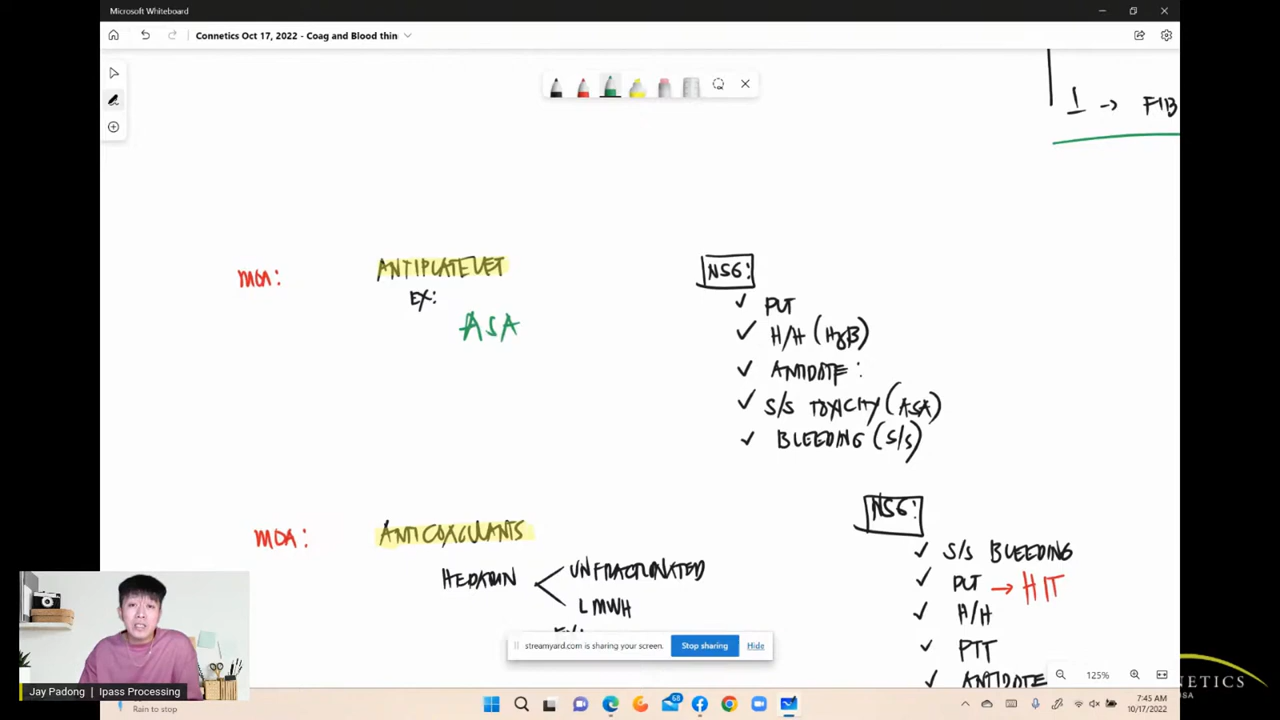 Microsoft Whiteboard
Connetics Oct 17, 2022 - Coag and Blood thin
1 → FIB
MOA:
ANTIPLATELET
EX:
ASA
NSG:
✓ PLT
✓ H/H (HgB)
✓ ANTIDOTE :
✓ S/S TOXICITY (ASA)
✓ BLEEDING (S/S)
MOA:
ANTICOAGULANTS
HEPARIN
UNFRACTIONATED
LMWH
NSG:
✓ S/S BLEEDING
✓ PLT → HIT
✓ H/H
✓ PTT
✓ ANTIDOTE
streamyard.com is sharing your screen.
Stop sharing
Hide
125%
Jay Padong | Ipass Processing
Rain to stop
68
7:45 AM
10/17/2022
NETICS
USA